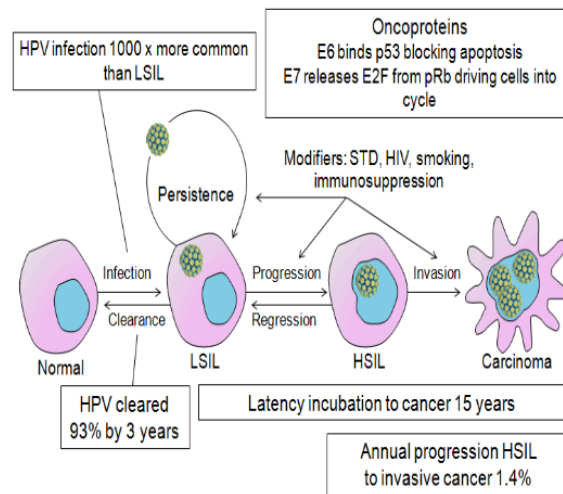 HPV infection 1000 x more common
than LSIL
Oncoproteins
E6 binds p53 blocking apoptosis
E7 releases E2F from pRb driving cells into
cycle
Modifiers: STD, HIV, smoking,
immunosuppression
Persistence
Infection
Clearance
Progression
Regression
Invasion
Normal
LSIL
HSIL
Carcinoma
HPV cleared
93% by 3 years
Latency incubation to cancer 15 years
Annual progression HSIL
to invasive cancer 1.4%